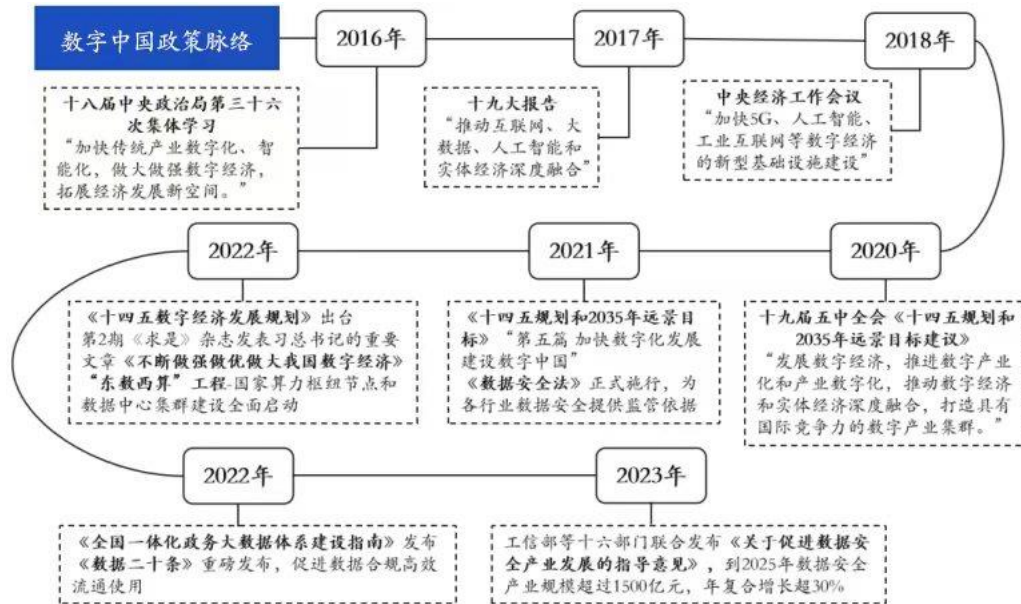 数字中国政策脉络
2016年
2017年
2018年
十八届中央政治局第三十六
次集体学习
“加快传统产业数字化、智
能化，做大做强数字经济，
拓展经济发展新空间。”
十九大报告
“推动互联网、大
数据、人工智能和
实体经济深度融合”
中央经济工作会议
“加快5G、人工智能、
工业互联网等数字经济
的新型基础设施建设”
2022年
2021年
2020年
《十四五数字经济发展规划》出台
第2期《求是》杂志发表习总书记的重要
文章《不断做强做优做大我国数字经济》
“东数西算”工程-国家算力枢纽节点和
数据中心集群建设全面启动
《十四五规划和2035年远景目
标》“第五篇 加快数字化发展
建设数字中国”
《数据安全法》正式施行，为
各行业数据安全提供监管依据
十九届五中全会《十四五规划和
2035年远景目标建议》
“发展数字经济，推进数字产业
化和产业数字化，推动数字经济
和实体经济深度融合，打造具有
国际竞争力的数字产业集群。”
2022年
2023年
《全国一体化政务大数据体系建设指南》发布
《数据二十条》重磅发布，促进数据合规高效
流通使用
工信部等十六部门联合发布《关于促进数据安
全产业发展的指导意见》，到2025年数据安全
产业规模超过1500亿元，年复合增长超30%